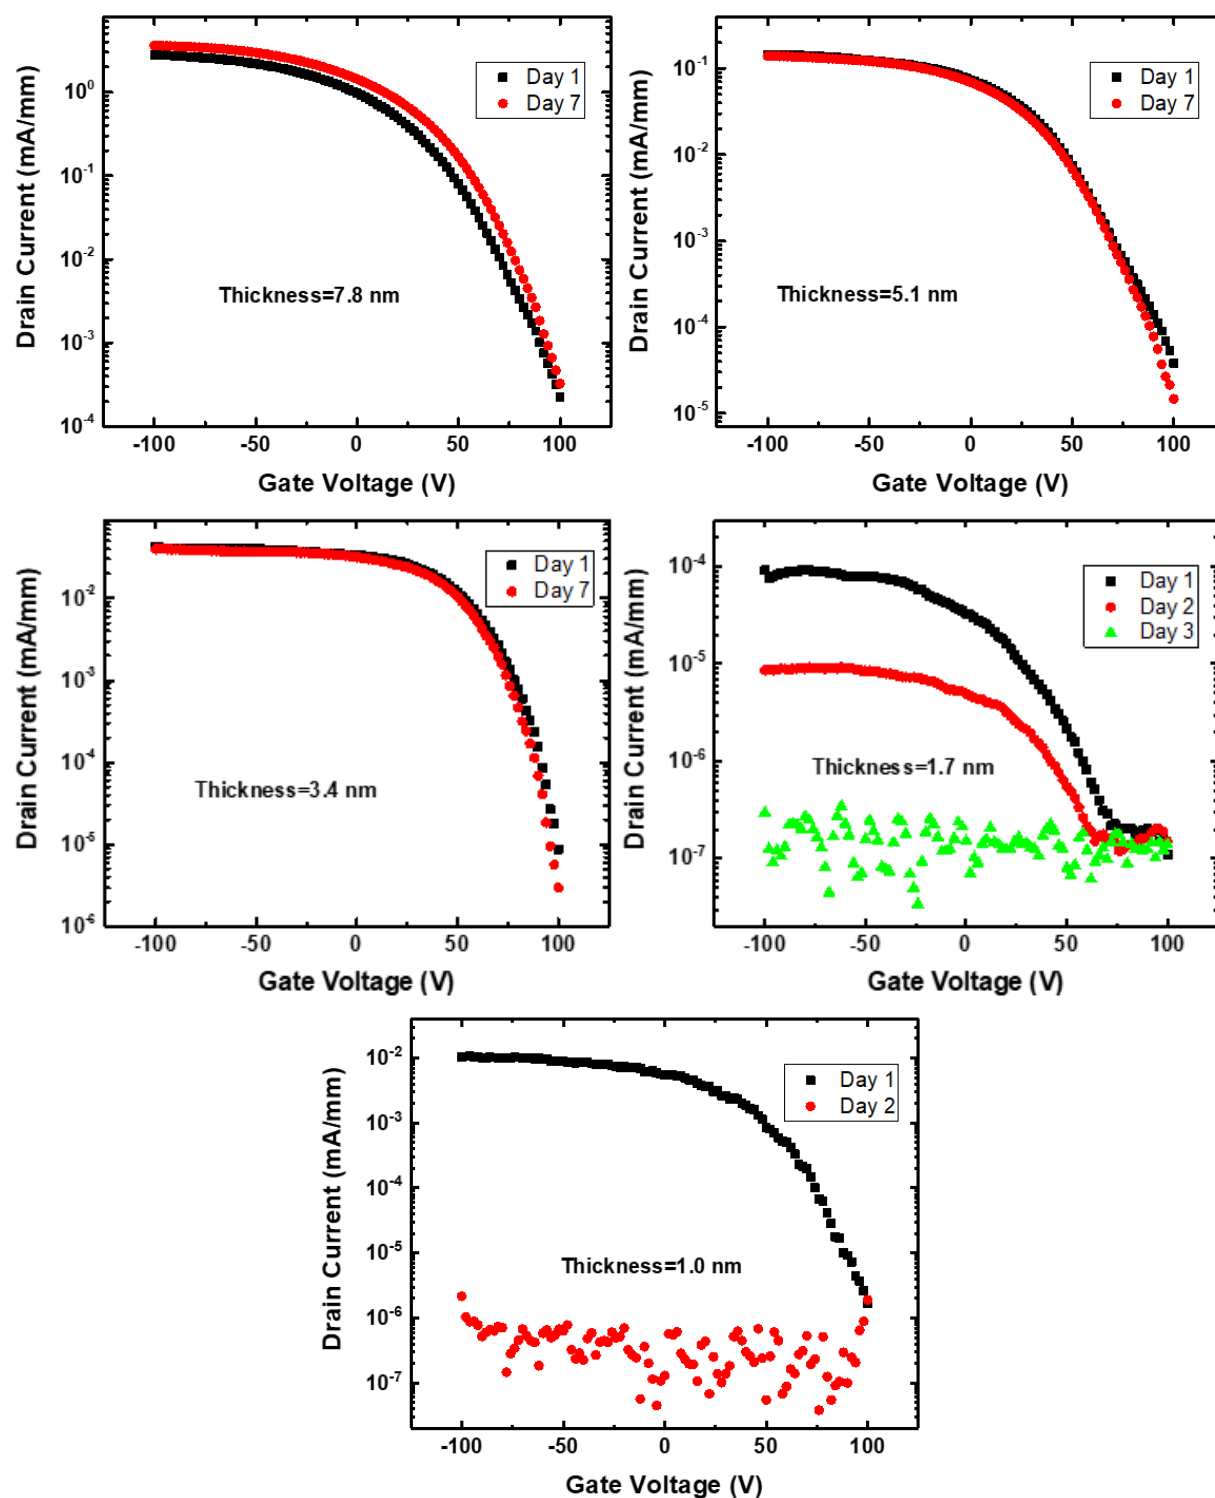 Drain Current (mA/mm)
10⁰
10⁻¹
10⁻²
10⁻³
10⁻⁴
Day 1
Day 7
Thickness=7.8 nm
-100 -50 0 50 100
Gate Voltage (V)
Drain Current (mA/mm)
10⁻¹
10⁻²
10⁻³
10⁻⁴
10⁻⁵
Day 1
Day 7
Thickness=5.1 nm
-100 -50 0 50 100
Gate Voltage (V)
Drain Current (mA/mm)
10⁻²
10⁻³
10⁻⁴
10⁻⁵
10⁻⁶
Day 1
Day 7
Thickness=3.4 nm
-100 -50 0 50 100
Gate Voltage (V)
Drain Current (mA/mm)
10⁻⁴
10⁻⁵
10⁻⁶
10⁻⁷
Day 1
Day 2
Day 3
Thickness=1.7 nm
-100 -50 0 50 100
Gate Voltage (V)
Drain Current (mA/mm)
10⁻²
10⁻³
10⁻⁴
10⁻⁵
10⁻⁶
10⁻⁷
Day 1
Day 2
Thickness=1.0 nm
-100 -50 0 50 100
Gate Voltage (V)